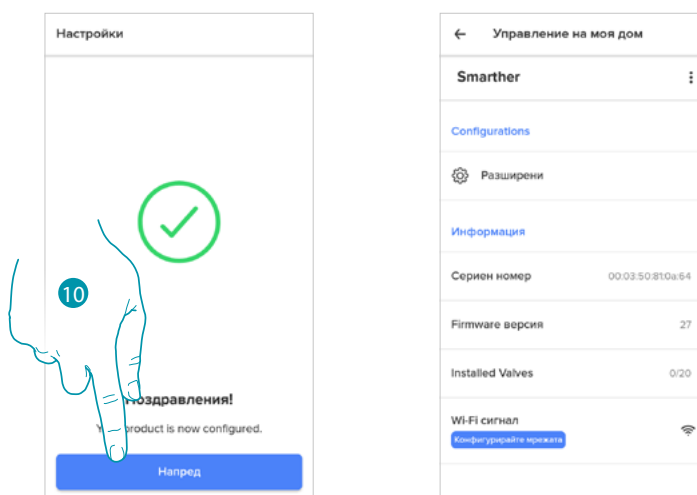 Настройки
10
оздравления!
Y product is now configured.
Напред
Управление на моя дом
Smarther
Configurations
Разширени
Информация
Сериен номер 00:03:50:81:0a:64
Firmware версия 27
Installed Valves 0/20
Wi-Fi сигнал
Конфигурирайте мрежата